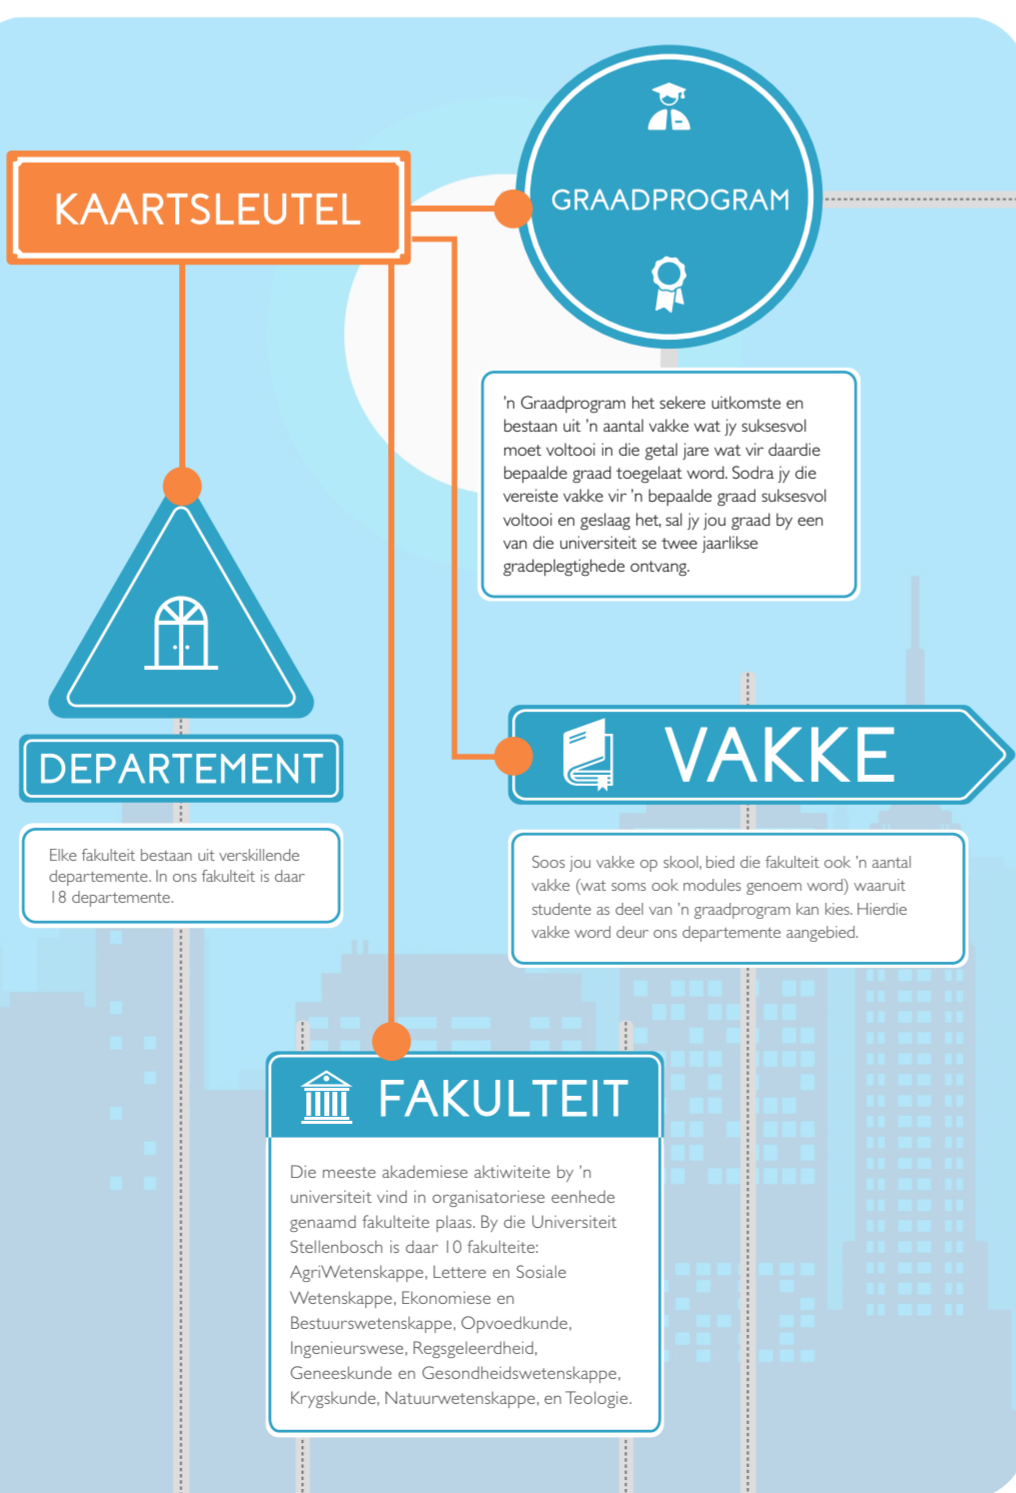 KAARTSLEUTEL
GRAADPROGRAM
'n Graadprogram het sekere uitkomste en
bestaan uit 'n aantal vakke wat jy suksesvol
moet voltooi in die getal jare wat vir daardie
bepaalde graad toegelaat word. Sodra jy die
vereiste vakke vir 'n bepaalde graad suksesvol
voltooi en geslaag het, sal jy jou graad by een
van die universiteit se twee jaarlikse
gradeplegtighede ontvang.
DEPARTEMENT
Elke fakulteit bestaan uit verskillende
departemente. In ons fakulteit is daar
18 departemente.
VAKKE
Soos jou vakke op skool, bied die fakulteit ook 'n aantal
vakke (wat soms ook modules genoem word) waaruit
studente as deel van 'n graadprogram kan kies. Hierdie
vakke word deur ons departemente aangebied.
FAKULTEIT
Die meeste akademiese aktiwiteite by 'n
universiteit vind in organisatoriese eenhede
genaamd fakulteite plaas. By die Universiteit
Stellenbosch is daar 10 fakulteite:
AgriWetenskappe, Lettere en Sosiale
Wetenskappe, Ekonomiese en
Bestuurswetenskappe, Opvoedkunde,
Ingenieurswese, Regsgeleerdheid,
Geneeskunde en Gesondheidswetenskappe,
Krygskunde, Natuurwetenskappe, en Teologie.